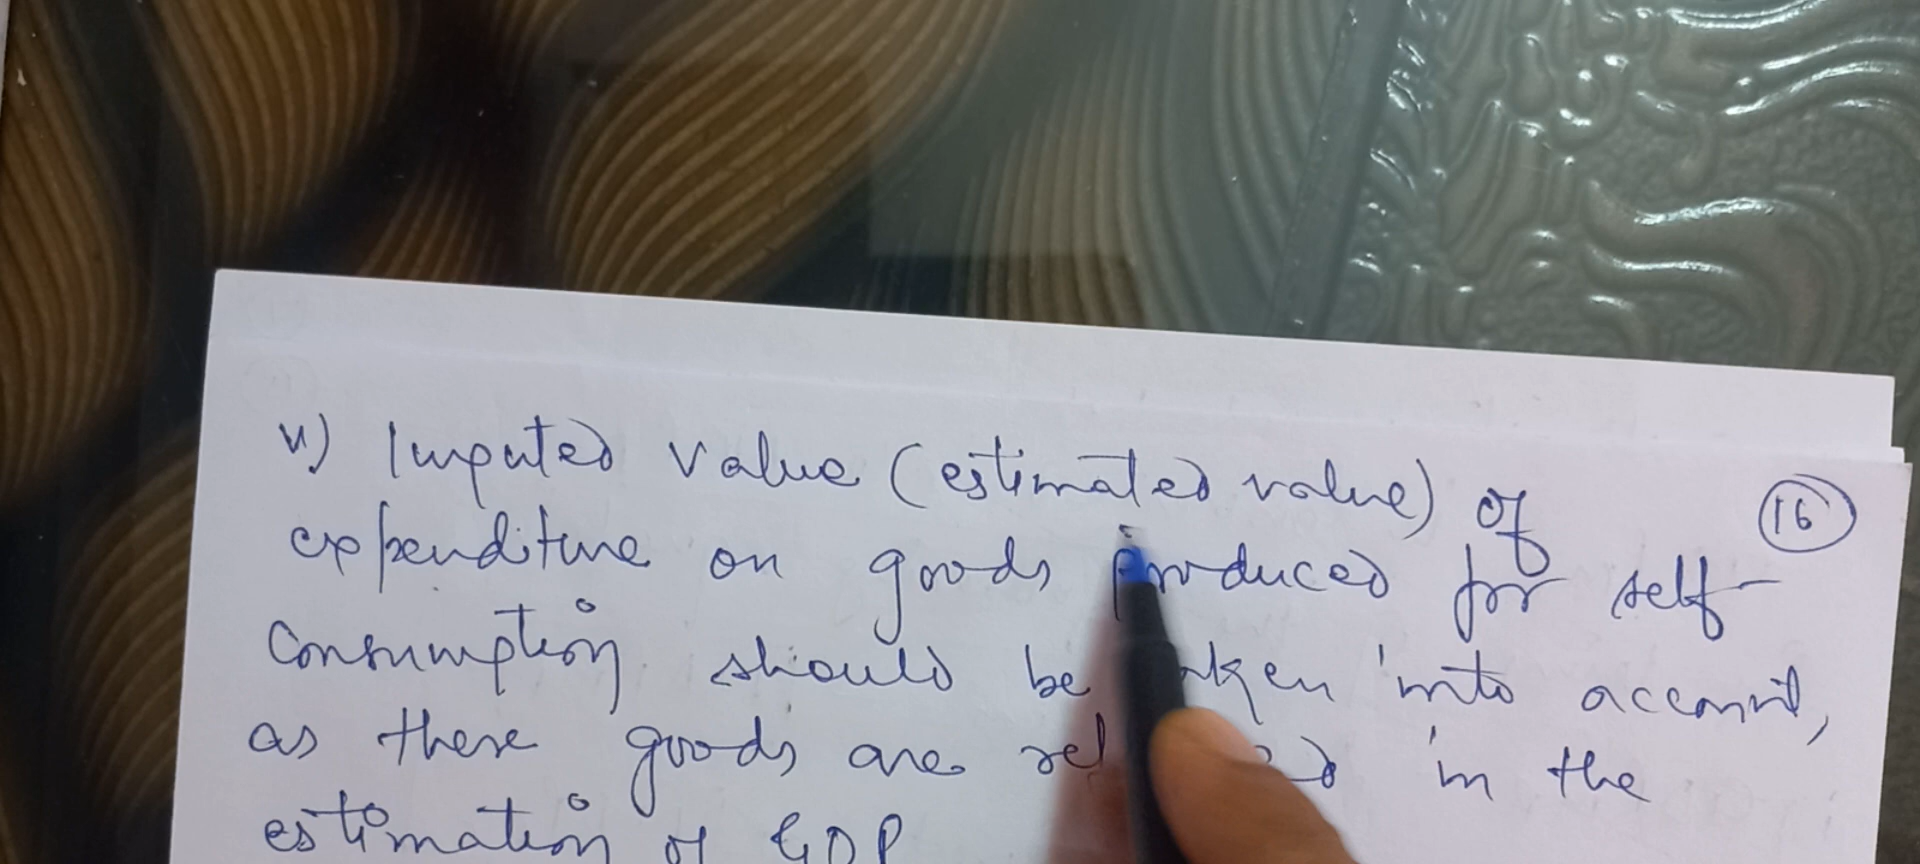 v) Imputed value (estimated value) of
16
expenditure on goods produced for self-
Consumption should be taken into account,
as these goods are in the
estimation of GDP